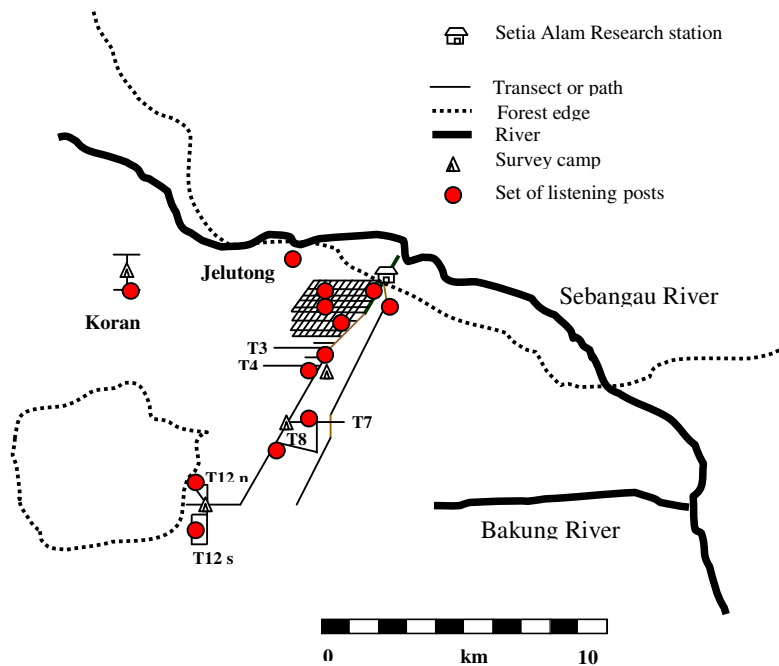 Setia Alam Research station
Transect or path
Forest edge
River
Survey camp
Set of listening posts
Jelutong
Koran
Sebangau River
T3
T4
T7
T8
T12 n
Bakung River
T12 s
0 km 10